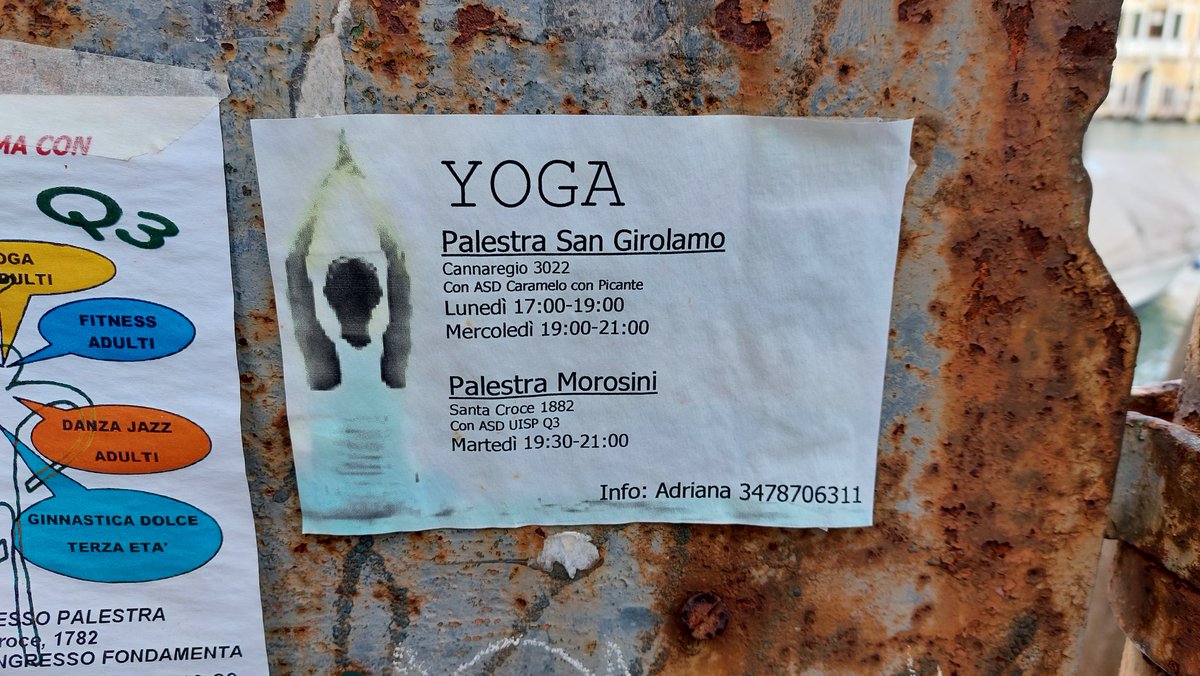 MA CON
Q3
YOGA
ADULTI
FITNESS
ADULTI
DANZA JAZZ
ADULTI
GINNASTICA DOLCE
TERZA ETA'
ESSO PALESTRA
roce, 1782
NGRESSO FONDAMENTA
YOGA
Palestra San Girolamo
Cannaregio 3022
Con ASD Caramelo con Picante
Lunedì 17:00-19:00
Mercoledì 19:00-21:00
Palestra Morosini
Santa Croce 1882
Con ASD UISP Q3
Martedì 19:30-21:00
Info: Adriana 3478706311